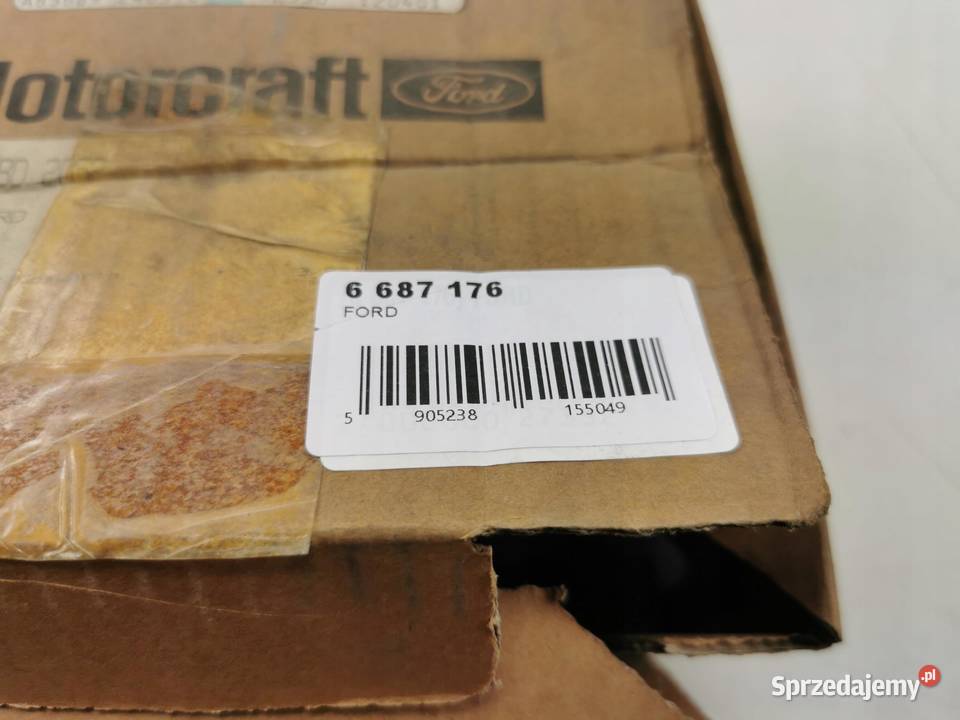 Motorcraft Ford
6 687 176
FORD
5 905238 155049
Sprzedajemy.pl